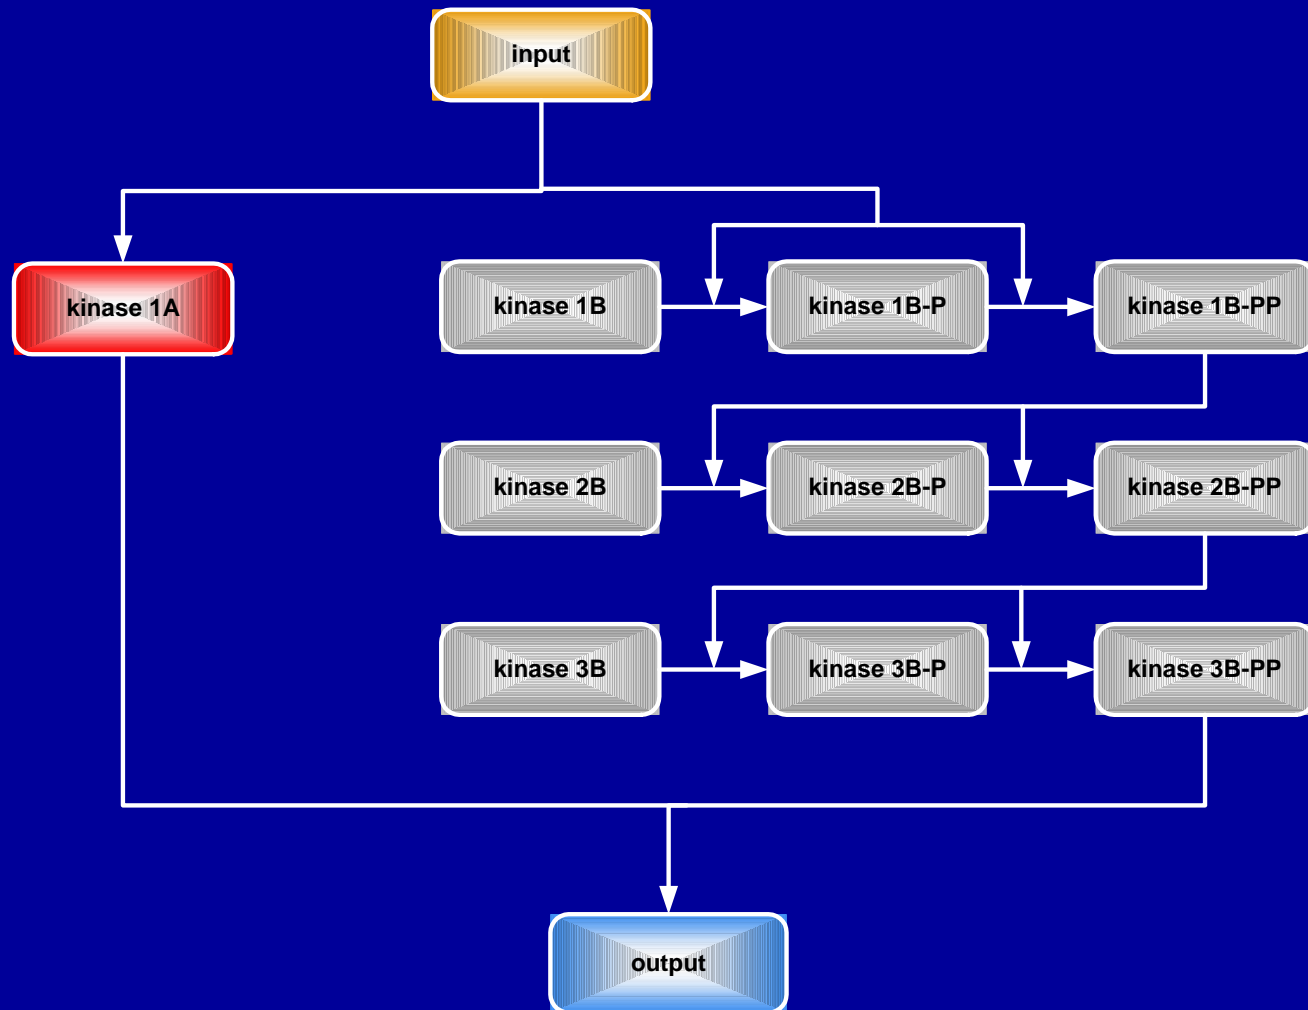 input
kinase 1A
kinase 1B
kinase 1B-P
kinase 1B-PP
kinase 2B
kinase 2B-P
kinase 2B-PP
kinase 3B
kinase 3B-P
kinase 3B-PP
output